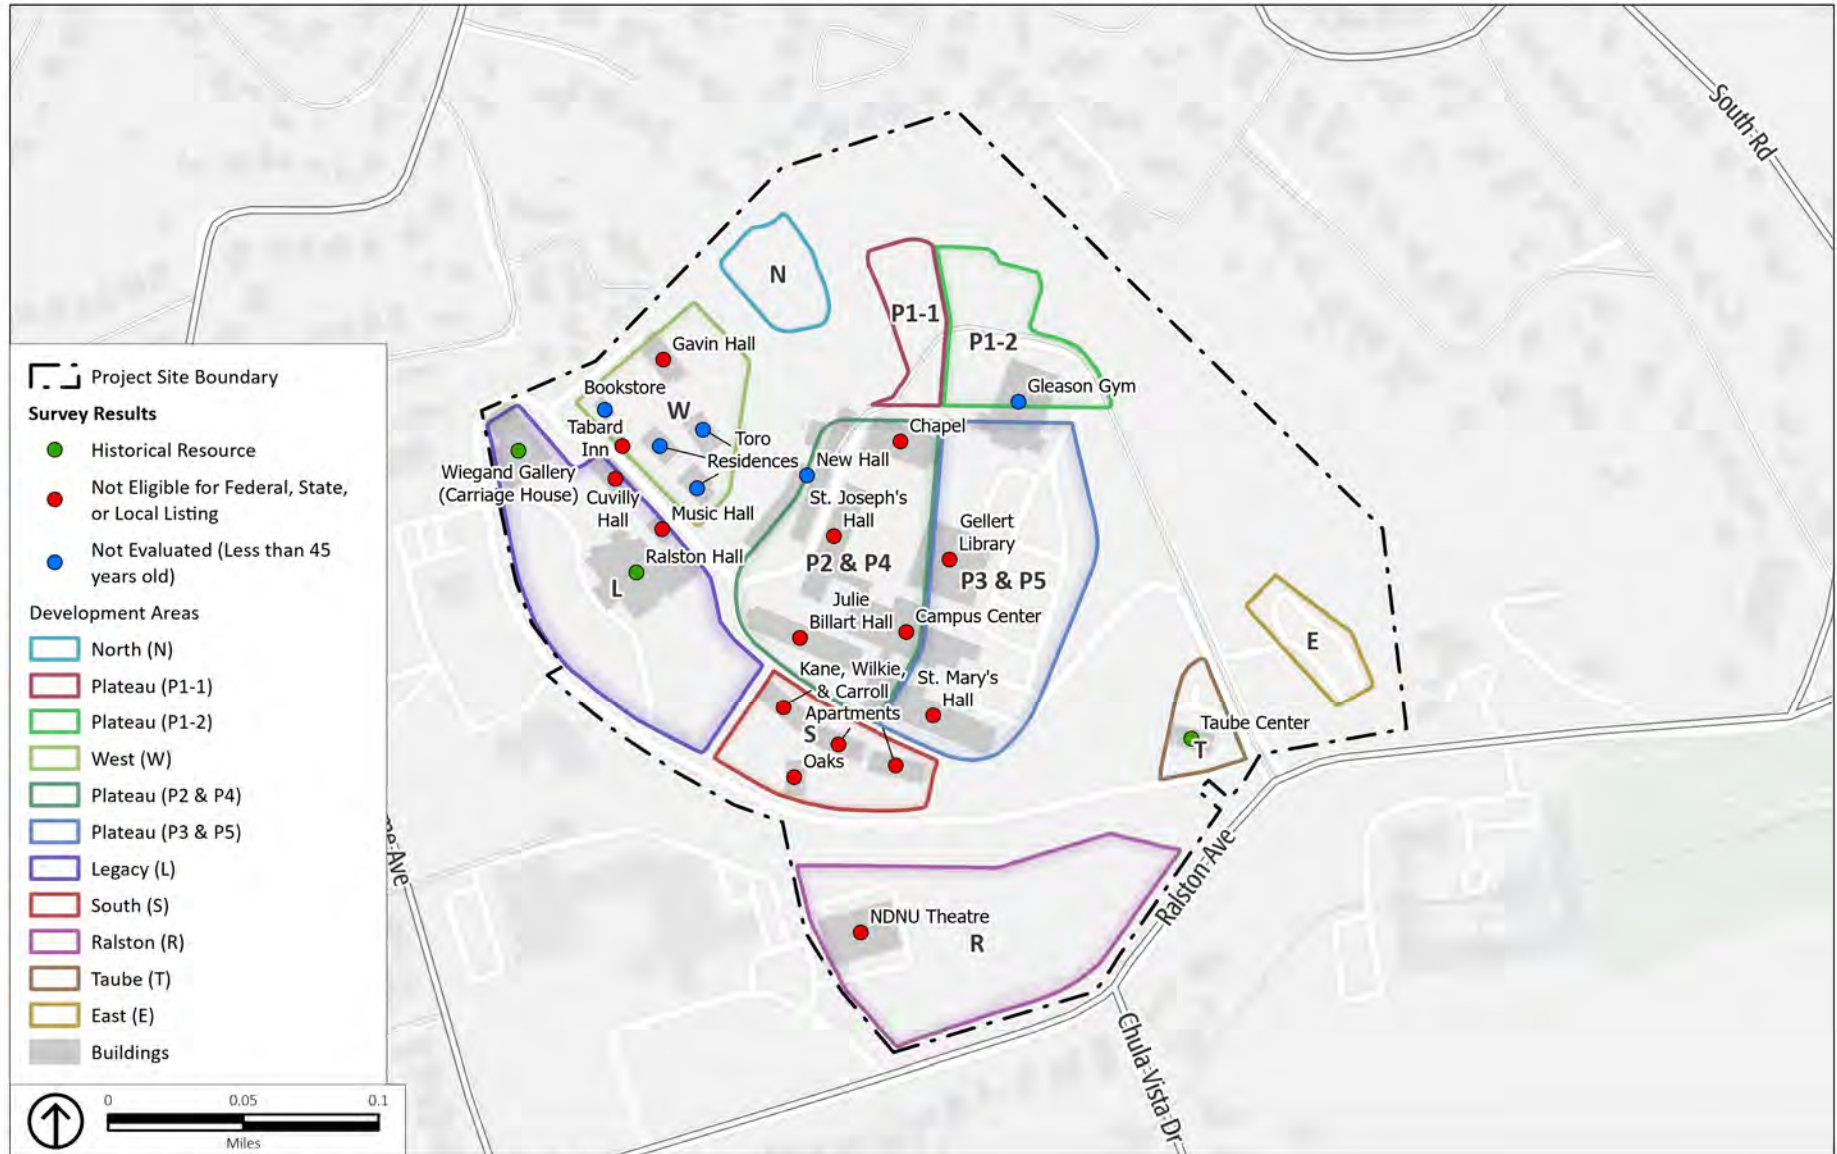 South Rd
N
P1-1
P1-2
Gavin Hall
Bookstore
W
Tabard
Inn
Toro
Residences
Wiegand Gallery
(Carriage House)
Cuvilly
Hall
Music Hall
Ralston Hall
L
Gleason Gym
Chapel
New Hall
St. Joseph's
Hall
P2 & P4
Gellert
Library
P3 & P5
Julie
Billart Hall
Campus Center
Kane, Wilkie,
& Carroll
Apartments
St. Mary's
Hall
S
Oaks
E
Taube Center
T
NDNU Theatre
R
Ralston Ave
Chula Vista Dr
me Ave
Project Site Boundary
Survey Results
Historical Resource
Not Eligible for Federal, State,
or Local Listing
Not Evaluated (Less than 45
years old)
Development Areas
North (N)
Plateau (P1-1)
Plateau (P1-2)
West (W)
Plateau (P2 & P4)
Plateau (P3 & P5)
Legacy (L)
South (S)
Ralston (R)
Taube (T)
East (E)
Buildings
0 0.05 0.1
Miles